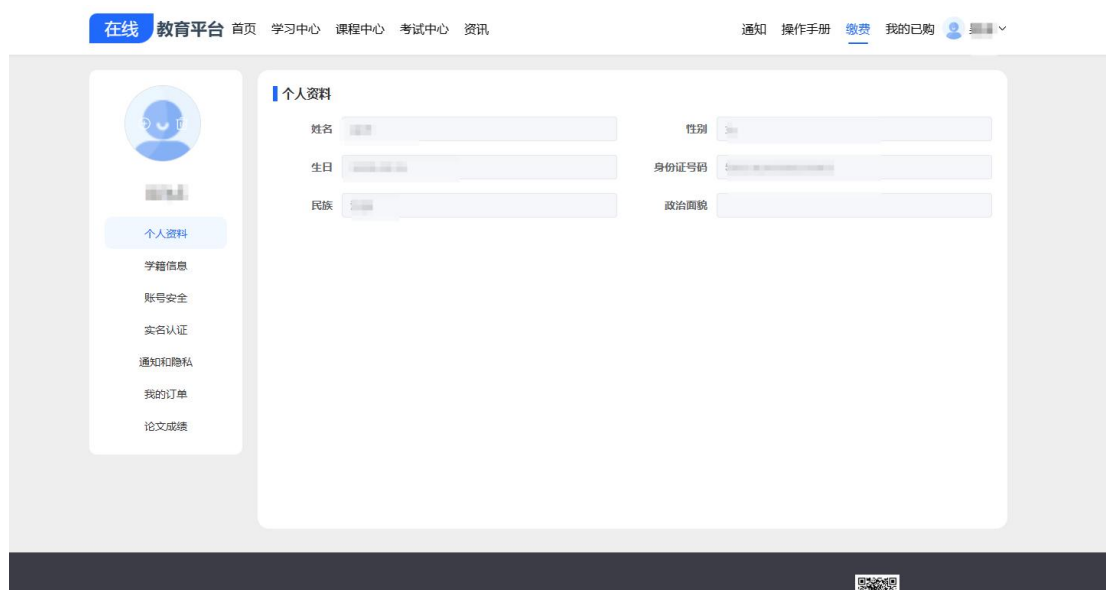 在线 教育平台 首页 学习中心 课程中心 考试中心 资讯 通知 操作手册 缴费 我的已购
个人资料
姓名 性别
生日 身份证号码
民族 政治面貌
个人资料
学籍信息
账号安全
实名认证
通知和隐私
我的订单
论文成绩